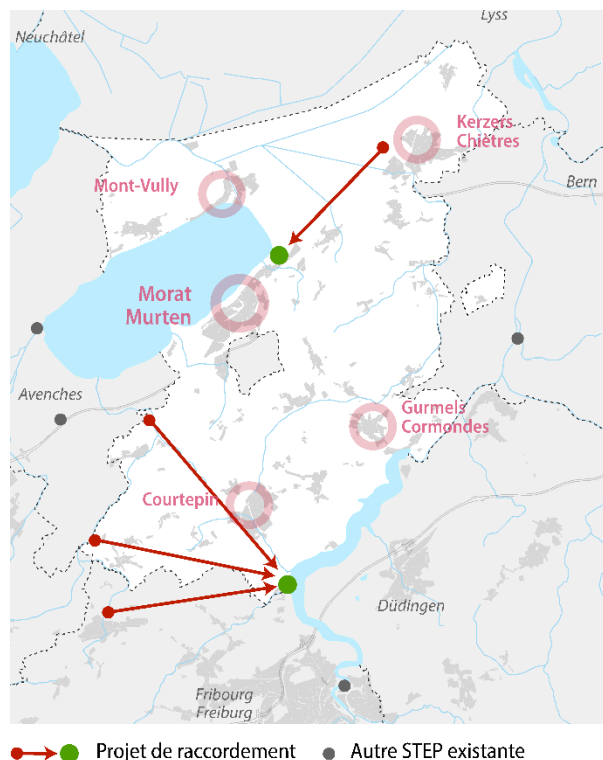 Lyss
Neuchâtel
Kerzers
Chiètres
Mont-Vully
Bern
Morat
Murten
Avenches
Gurmels
Cormondes
Courtepin
Düdingen
Fribourg
Freiburg
Projet de raccordement
Autre STEP existante